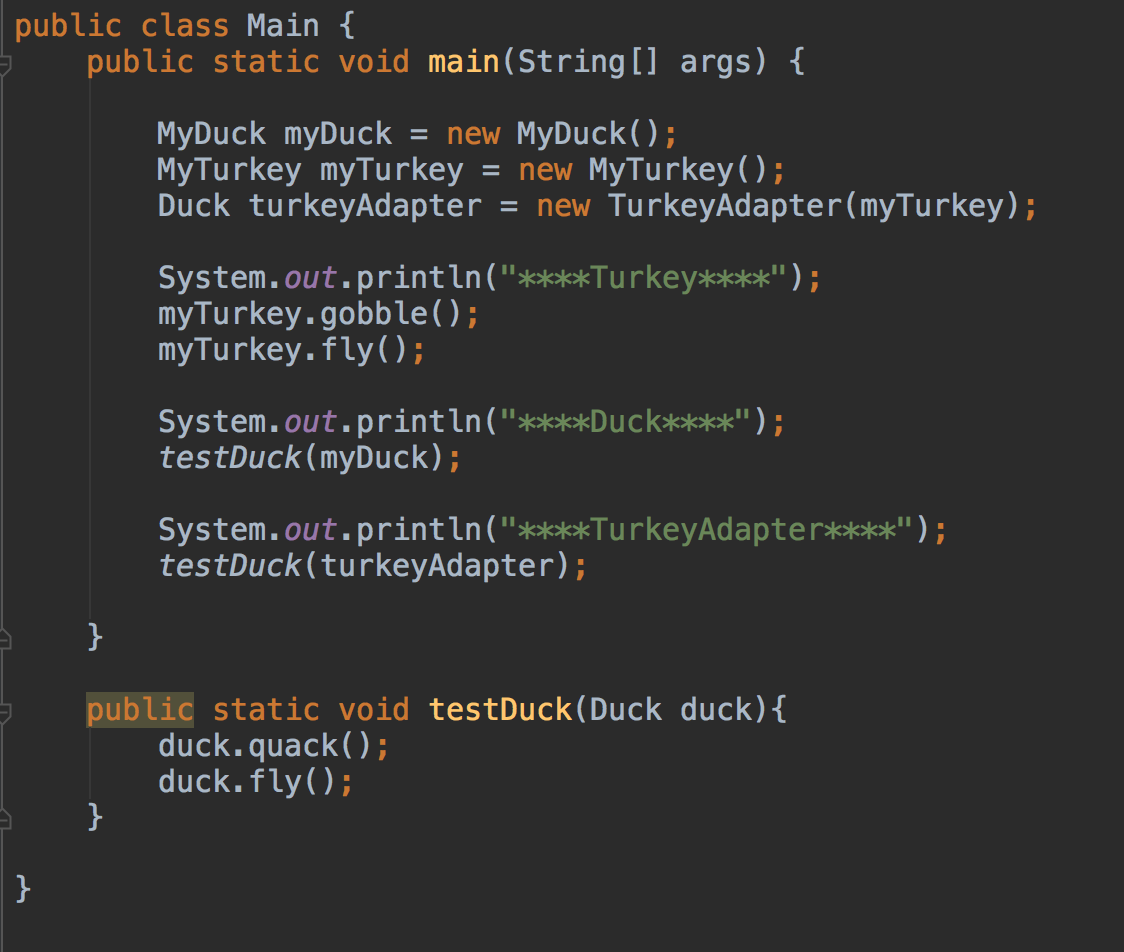 public class Main {
    public static void main(String[] args) {

        MyDuck myDuck = new MyDuck();
        MyTurkey myTurkey = new MyTurkey();
        Duck turkeyAdapter = new TurkeyAdapter(myTurkey);

        System.out.println("****Turkey****");
        myTurkey.gobble();
        myTurkey.fly();

        System.out.println("****Duck****");
        testDuck(myDuck);

        System.out.println("****TurkeyAdapter****");
        testDuck(turkeyAdapter);

    }

    public static void testDuck(Duck duck){
        duck.quack();
        duck.fly();
    }

}